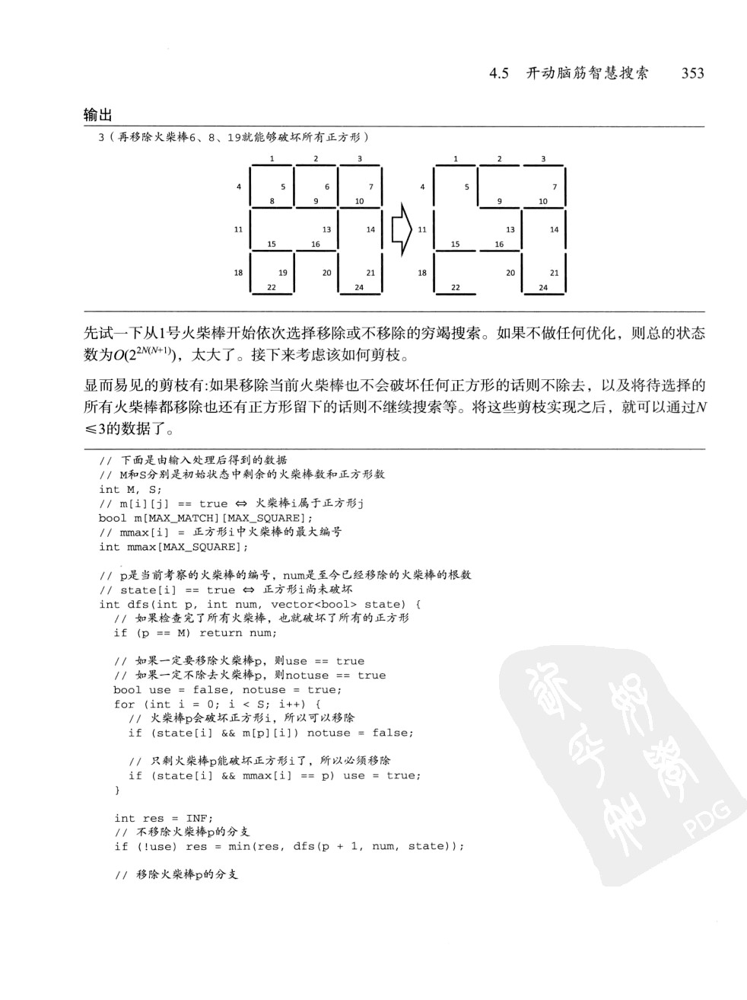 4.5 开动脑筋智慧搜索 353
输出
3（再移除火柴棒6、8、19就能够破坏所有正方形）
1 2 3 1 2 3
4 5 6 7 4 5 7
8 9 10 9 10
11 13 14 11 13 14
15 16 15 16
18 19 20 21 18 20 21
22 24 22 24
先试一下从1号火柴棒开始依次选择移除或不移除的穷竭搜索。如果不做任何优化，则总的状态
数为O(2^{2N(N+1)})，太大了。接下来考虑该如何剪枝。
显而易见的剪枝有:如果移除当前火柴棒也不会破坏任何正方形的话则不除去，以及将待选择的
所有火柴棒都移除也还有正方形留下的话则不继续搜索等。将这些剪枝实现之后，就可以通过N
≤3的数据了。
// 下面是由输入处理后得到的数据
// M和S分别是初始状态中剩余的火柴棒数和正方形数
int M, S;
// m[i][j] == true ⇔ 火柴棒i属于正方形j
bool m[MAX_MATCH][MAX_SQUARE];
// mmax[i] = 正方形i中火柴棒的最大编号
int mmax[MAX_SQUARE];
// p是当前考察的火柴棒的编号，num是至今已经移除的火柴棒的根数
// state[i] == true ⇔ 正方形i尚未破坏
int dfs(int p, int num, vector<bool> state) {
// 如果检查完了所有火柴棒，也就破坏了所有的正方形
if (p == M) return num;
// 如果一定要移除火柴棒p，则use == true
// 如果一定不除去火柴棒p，则notuse == true
bool use = false, notuse = true;
for (int i = 0; i < S; i++) {
// 火柴棒p会破坏正方形i，所以可以移除
if (state[i] && m[p][i]) notuse = false;
// 只剩火柴棒p能破坏正方形i了，所以必须移除
if (state[i] && mmax[i] == p) use = true;
}
int res = INF;
// 不移除火柴棒p的分支
if (!use) res = min(res, dfs(p + 1, num, state));
// 移除火柴棒p的分支
PDG